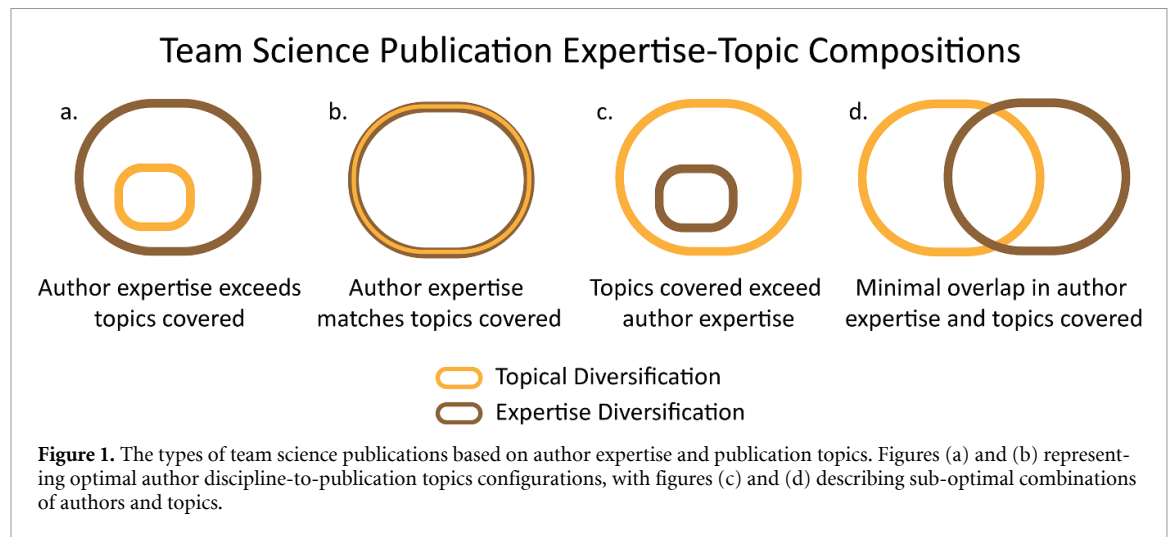 Team Science Publication Expertise-Topic Compositions
a.
b.
c.
d.
Author expertise exceeds
topics covered
Author expertise
matches topics covered
Topics covered exceed
author expertise
Minimal overlap in author
expertise and topics covered
Topical Diversification
Expertise Diversification
Figure 1. The types of team science publications based on author expertise and publication topics. Figures (a) and (b) represent-
ing optimal author discipline-to-publication topics configurations, with figures (c) and (d) describing sub-optimal combinations
of authors and topics.